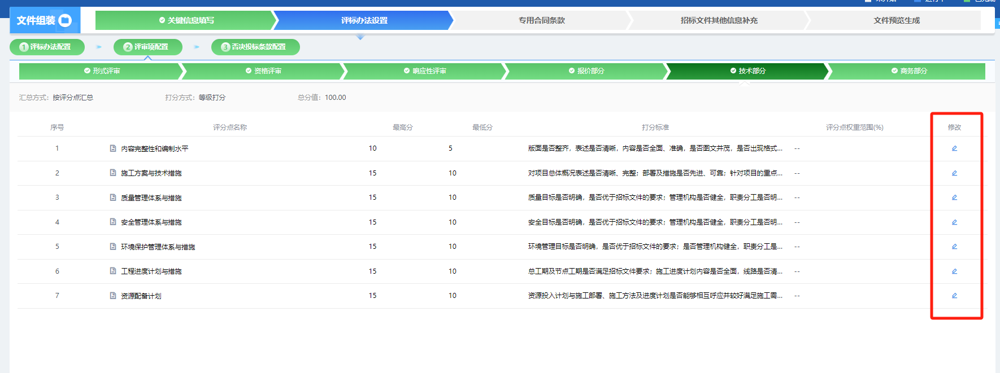 文件组装 关键信息填写 评标办法设置 专用合同条款 招标文件其他信息补充 文件预览生成
1 评标办法配置 2 评审项配置 3 否决投标条款配置
形式评审 资格评审 响应性评审 报价部分 技术部分 商务部分
汇总方式：按评分点汇总 打分方式：等级打分 总分值：100.00
序号 评分点名称 最高分 最低分 打分标准 评分点权重范围(%) 修改
1 内容完整性和编制水平 10 5 版面是否整齐，表述是否清晰，内容是否全面、准确，是否图文并茂，是否出现格式... --
2 施工方案与技术措施 15 10 对项目总体概况表述是否清晰、完整；部署及措施是否先进、可靠；针对项目的重点... --
3 质量管理体系与措施 15 10 质量目标是否明确，是否优于招标文件的要求；管理机构是否健全，职责分工是否明... --
4 安全管理体系与措施 15 10 安全目标是否明确，是否优于招标文件的要求；管理机构是否健全，职责分工是否明... --
5 环境保护管理体系与措施 15 10 环境管理目标是否明确，是否优于招标文件的要求；是否管理机构健全，职责分工是... --
6 工程进度计划与措施 15 10 总工期及节点工期是否满足招标文件要求；施工进度计划内容是否全面，线路是否清... --
7 资源配备计划 15 10 资源投入计划与施工部署、施工方法及进度计划是否能够相互呼应并较好满足施工需... --